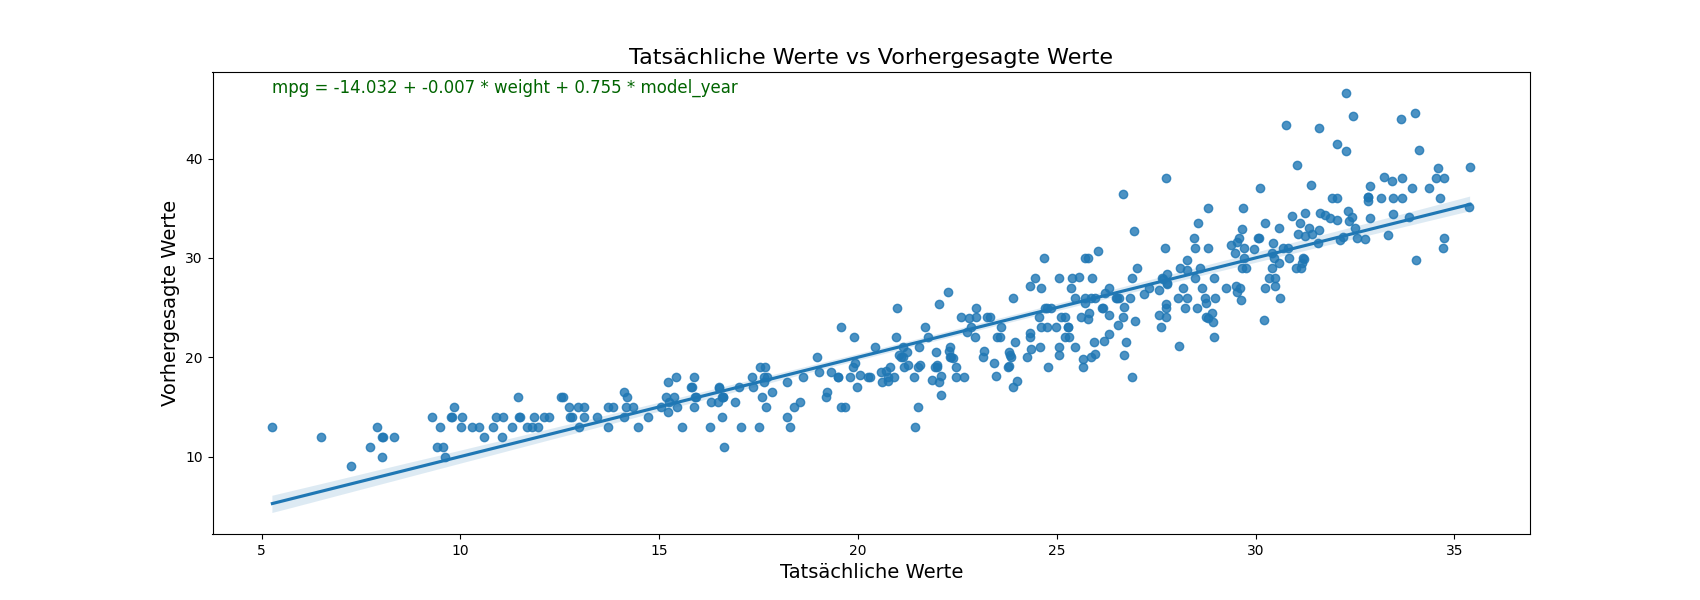 Tatsächliche Werte vs Vorhergesagte Werte
mpg = -14.032 + -0.007 * weight + 0.755 * model_year
Vorhergesagte Werte
40
30
20
10
5 10 15 20 25 30 35
Tatsächliche Werte